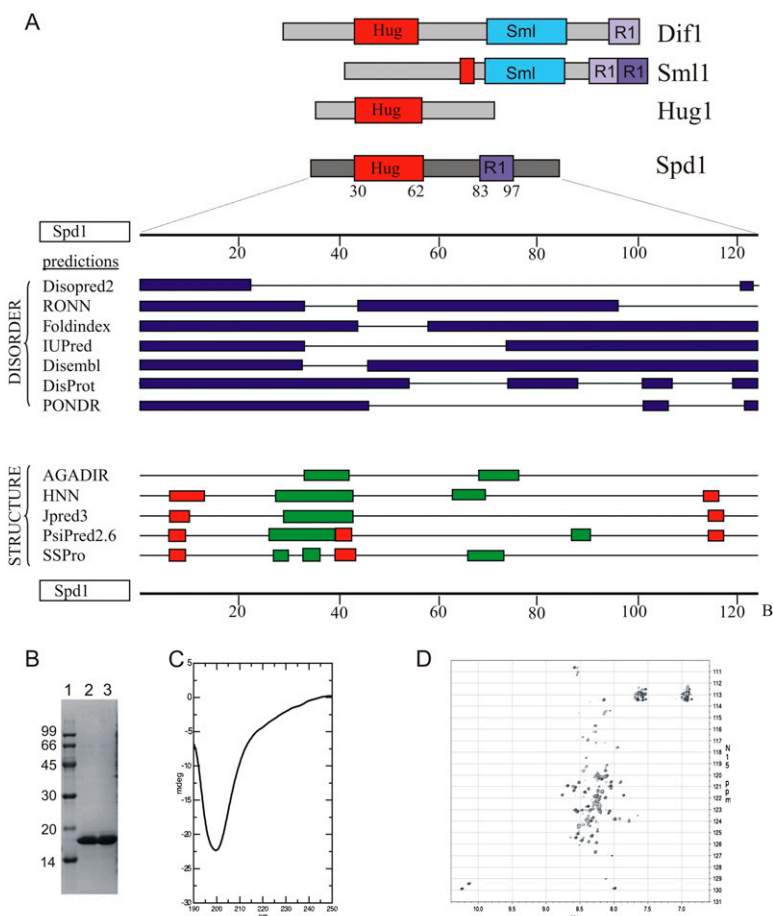 A
Hug Sml R1 Dif1
Sml R1 R1 Sml1
Hug Hug1
Hug R1 Spd1
30 62 83 97
Spd1
20 40 60 80 100 120
predictions
DISORDER
Disopred2
RONN
Foldindex
IUPred
Disembl
DisProt
PONDR
STRUCTURE
AGADIR
HNN
Jpred3
PsiPred2.6
SSPro
Spd1
20 40 60 80 100 120 B
B
1 2 3
99
66
45
30
20
14
C
5
0
-5
-10
-15
-20
-25
-30
mdeg
190 200 210 220 230 240 250
D
111
112
113
114
115
116
117
118
119
120
121
122
123
124
125
126
127
128
129
130
131
N15 ppm
10.0 9.5 9.0 8.5 8.0 7.5 7.0